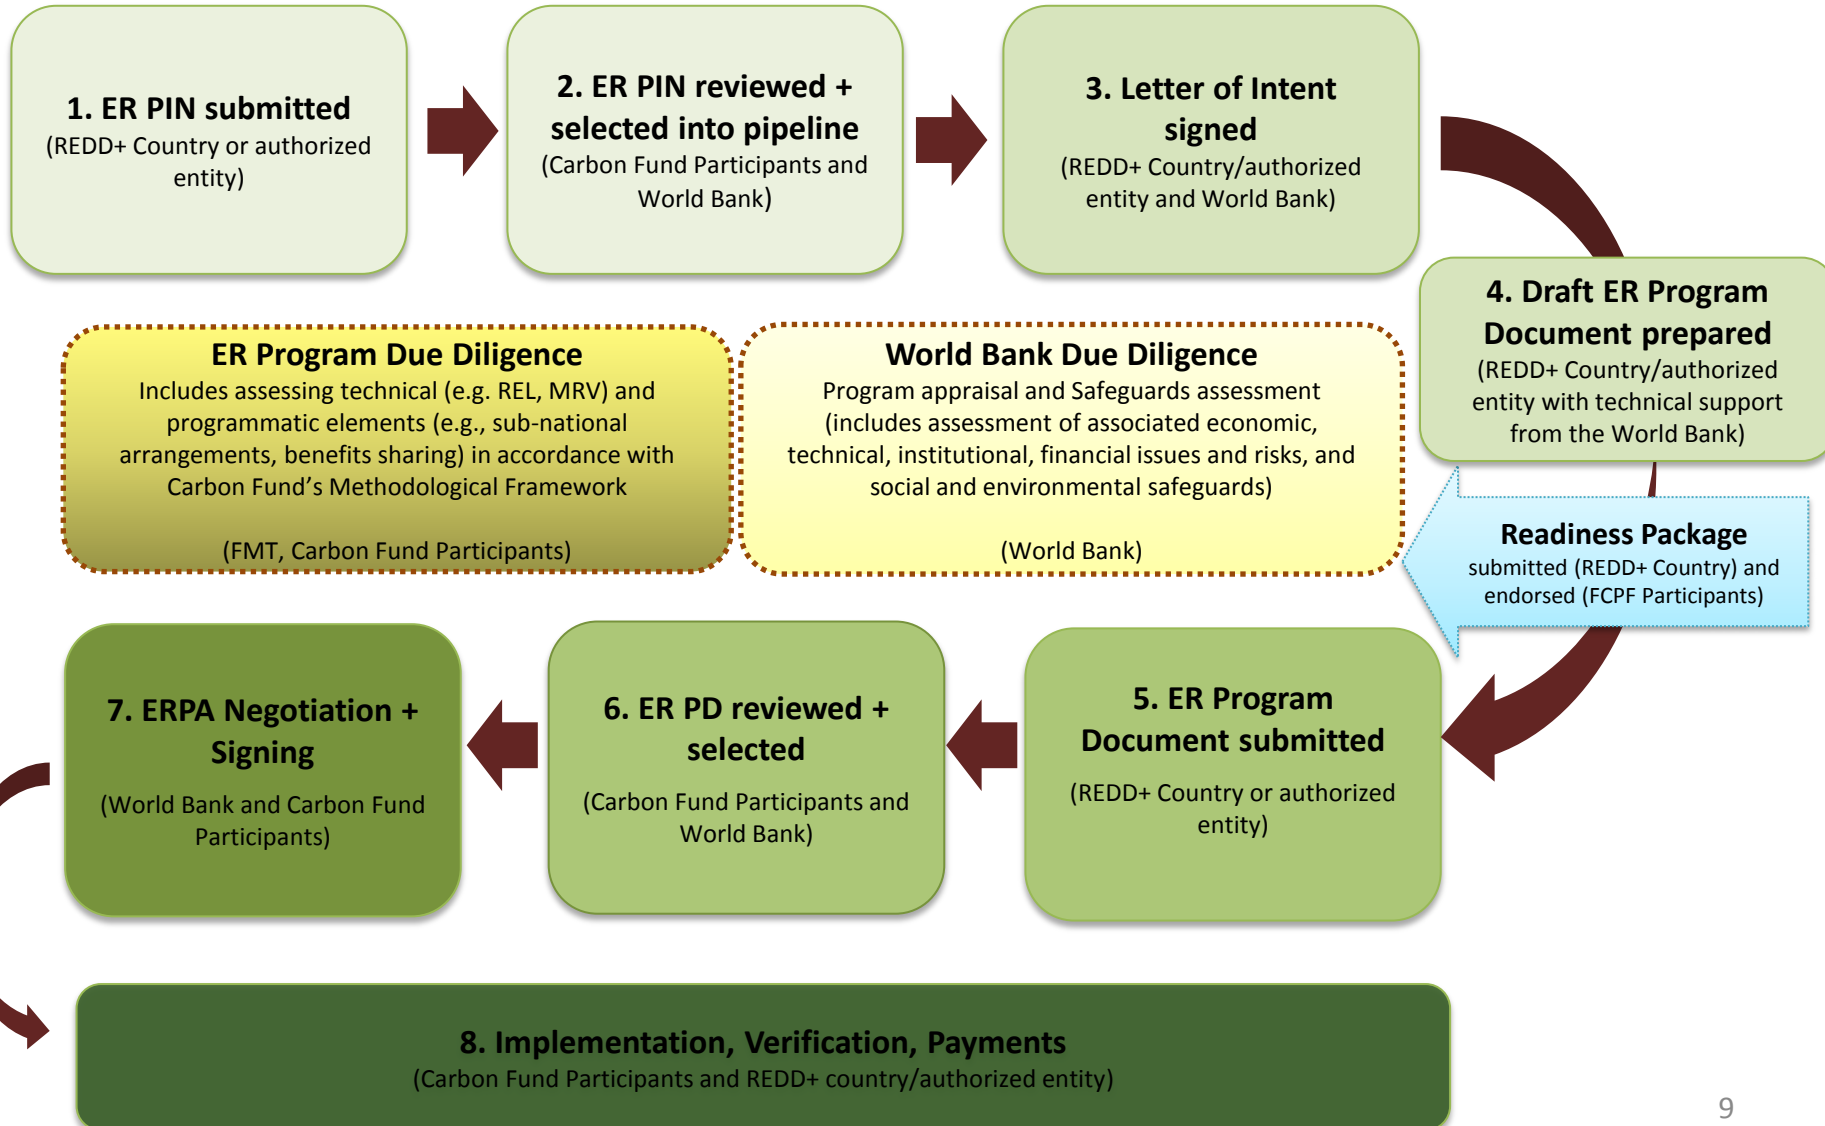 1. ER PIN submitted
(REDD+ Country or authorized
entity)
2. ER PIN reviewed +
selected into pipeline
(Carbon Fund Participants and
World Bank)
3. Letter of Intent
signed
(REDD+ Country/authorized
entity and World Bank)
4. Draft ER Program
Document prepared
(REDD+ Country/authorized
entity with technical support
from the World Bank)
ER Program Due Diligence
Includes assessing technical (e.g. REL, MRV) and
programmatic elements (e.g., sub-national
arrangements, benefits sharing) in accordance with
Carbon Fund’s Methodological Framework
(FMT, Carbon Fund Participants)
World Bank Due Diligence
Program appraisal and Safeguards assessment
(includes assessment of associated economic,
technical, institutional, financial issues and risks, and
social and environmental safeguards)
(World Bank)
Readiness Package
submitted (REDD+ Country) and
endorsed (FCPF Participants)
5. ER Program
Document submitted
(REDD+ Country or authorized
entity)
6. ER PD reviewed +
selected
(Carbon Fund Participants and
World Bank)
7. ERPA Negotiation +
Signing
(World Bank and Carbon Fund
Participants)
8. Implementation, Verification, Payments
(Carbon Fund Participants and REDD+ country/authorized entity)
9